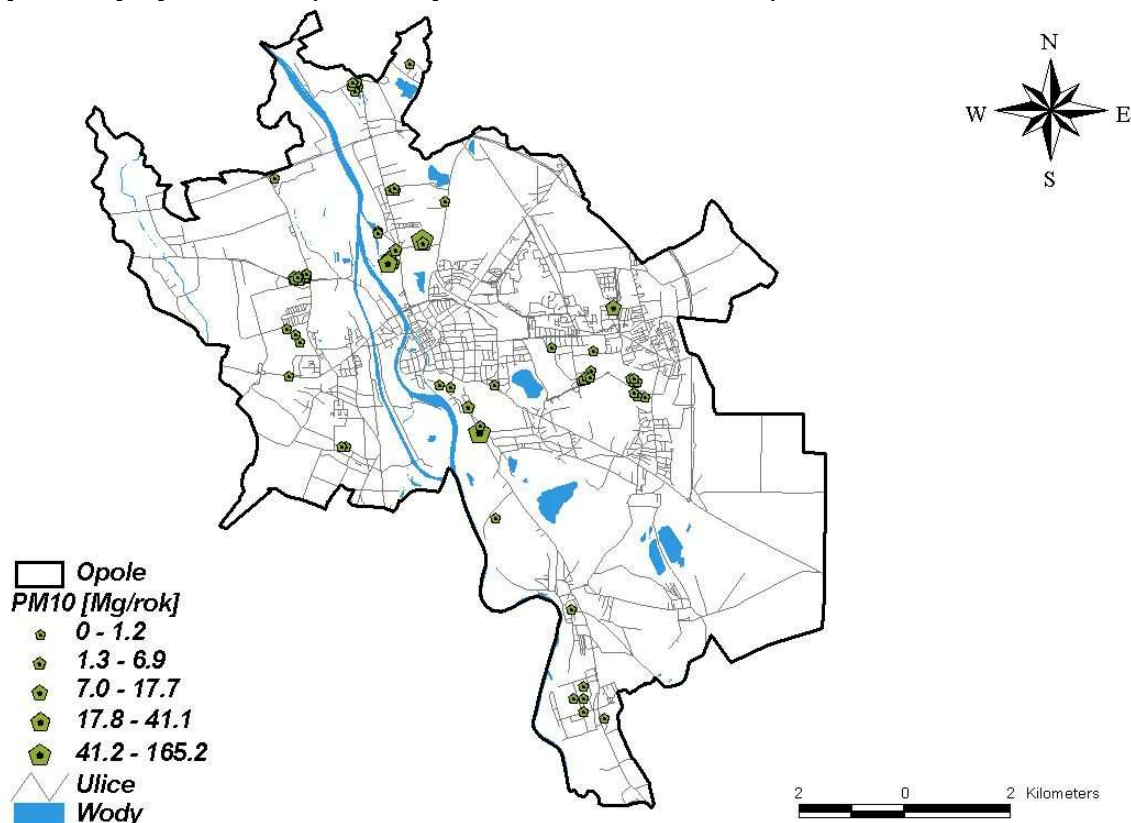 N
W E
S
Opole
PM10 [Mg/rok]
0 - 1.2
1.3 - 6.9
7.0 - 17.7
17.8 - 41.1
41.2 - 165.2
Ulice
Wody
2 0 2 Kilometers